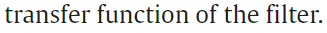 transfer function of the filter.